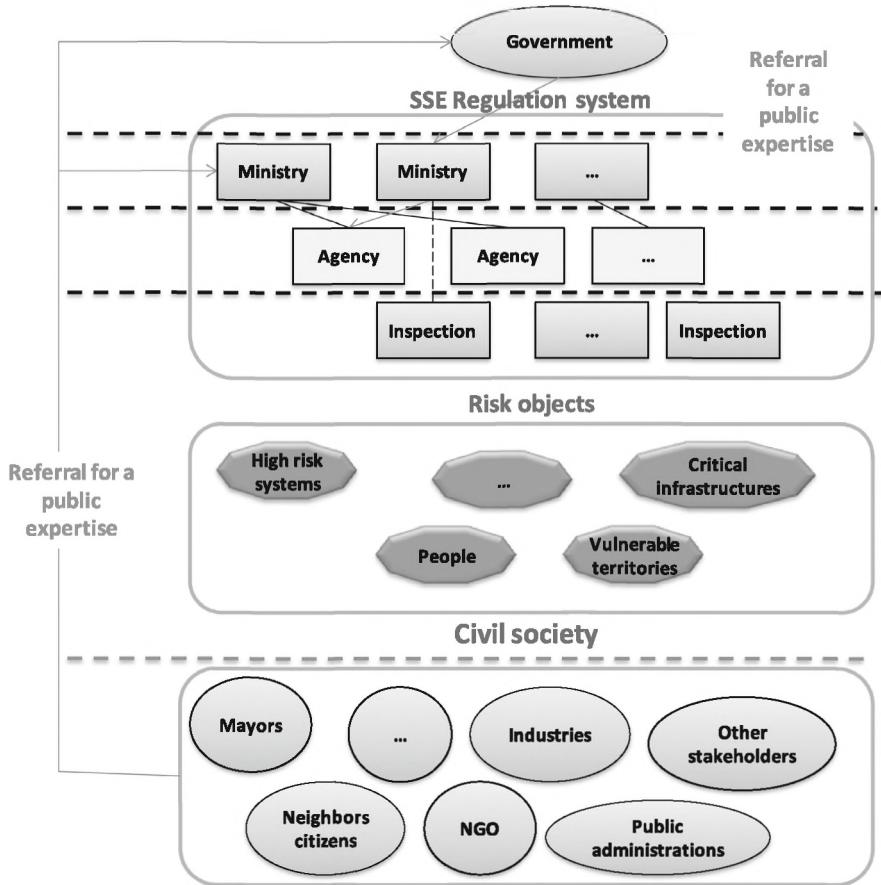 Government
Referral
for a
public
expertise
SSE Regulation system
Ministry
Ministry
...
Agency
Agency
...
Inspection
...
Inspection
Risk objects
High risk
systems
...
Critical
infrastructures
People
Vulnerable
territories
Referral for a
public
expertise
Civil society
Mayors
...
Industries
Other
stakeholders
Neighbors
citizens
NGO
Public
administrations